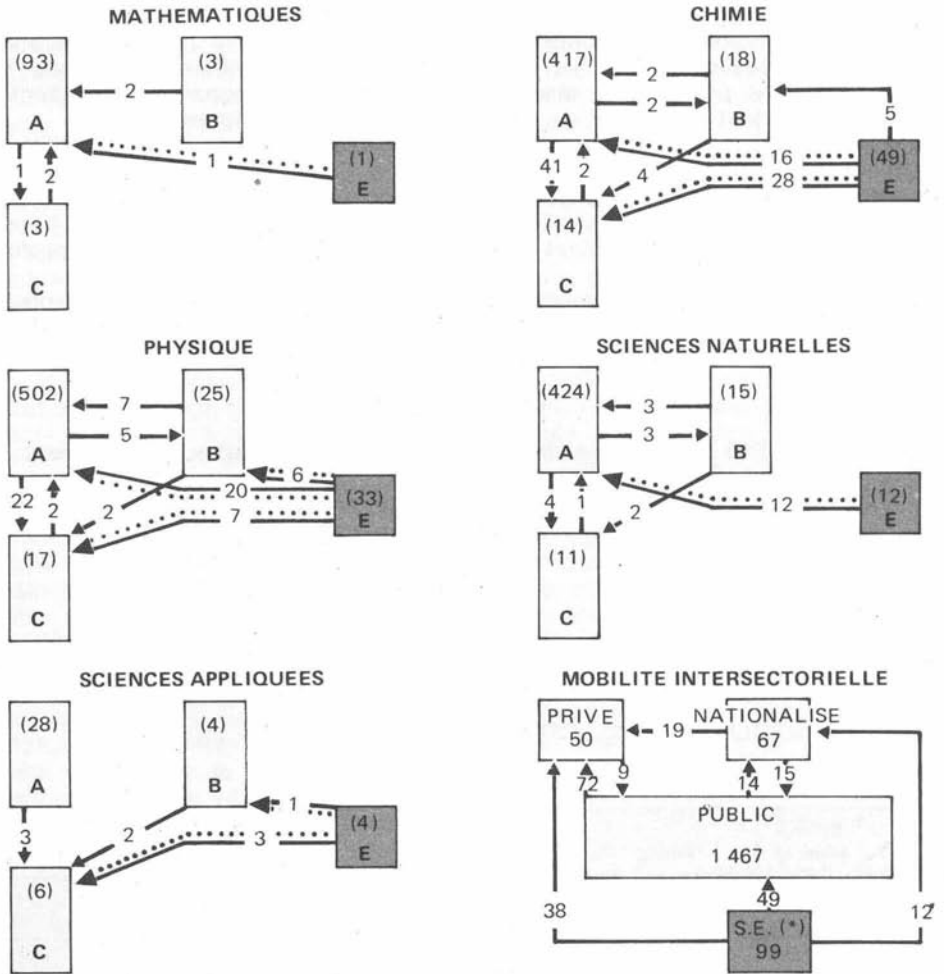 MATHEMATIQUES
(93)
A
2
(3)
B
1
(1)
E
1
2
(3)
C
CHIMIE
(417)
A
2
2
(18)
B
5
16
28
(49)
E
41
2
4
(14)
C
PHYSIQUE
(502)
A
7
5
(25)
B
6
20
7
(33)
E
22
2
2
(17)
C
SCIENCES NATURELLES
(424)
A
3
3
(15)
B
12
(12)
E
4
1
2
(11)
C
SCIENCES APPLIQUEES
(28)
A
(4)
B
1
3
(4)
E
3
2
(6)
C
MOBILITE INTERSECTORIELLE
PRIVE
50
19
NATIONALISE
67
72
9
14
15
PUBLIC
1 467
38
49
12
S.E. (*)
99